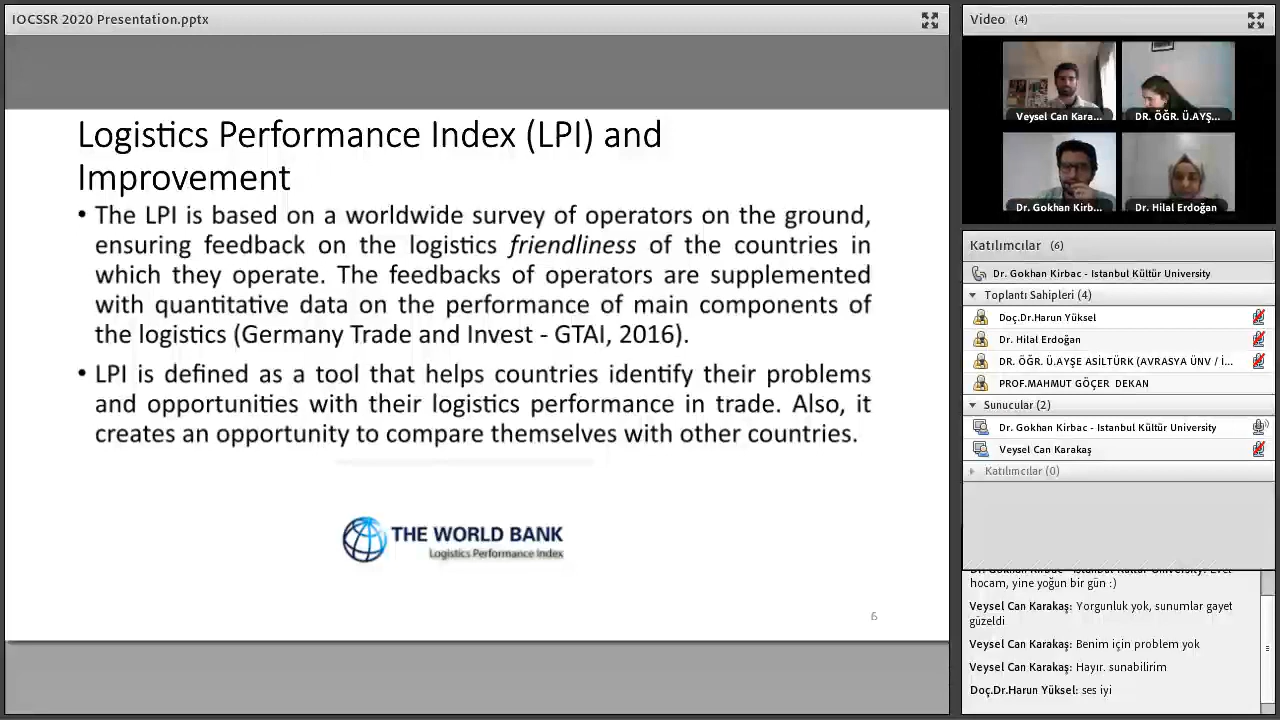 IOCSSR 2020 Presentation.pptx
Logistics Performance Index (LPI) and
Improvement
• The LPI is based on a worldwide survey of operators on the ground,
ensuring feedback on the logistics friendliness of the countries in
which they operate. The feedbacks of operators are supplemented
with quantitative data on the performance of main components of
the logistics (Germany Trade and Invest - GTAI, 2016).
• LPI is defined as a tool that helps countries identify their problems
and opportunities with their logistics performance in trade. Also, it
creates an opportunity to compare themselves with other countries.
THE WORLD BANK
Logistics Performance Index
6
Video (4)
Veysel Can Kara...
DR. ÖĞR. Ü.AYŞ...
Dr. Gokhan Kirb...
Dr. Hilal Erdoğan
Katılımcılar (6)
Dr. Gokhan Kirbac - Istanbul Kültür University
Toplantı Sahipleri (4)
Doç.Dr.Harun Yüksel
Dr. Hilal Erdoğan
DR. ÖĞR. Ü.AYŞE ASİLTÜRK (AVRASYA ÜNV / İ...
PROF.MAHMUT GÖÇER DEKAN
Sunucular (2)
Dr. Gokhan Kirbac - Istanbul Kültür University
Veysel Can Karakaş
Katılımcılar (0)
Dr. Gokhan Kirbac - Istanbul Kültür University: Evet
hocam, yine yoğun bir gün :)
Veysel Can Karakaş: Yorgunluk yok, sunumlar gayet
güzeldi
Veysel Can Karakaş: Benim için problem yok
Veysel Can Karakaş: Hayır. sunabilirim
Doç.Dr.Harun Yüksel: ses iyi